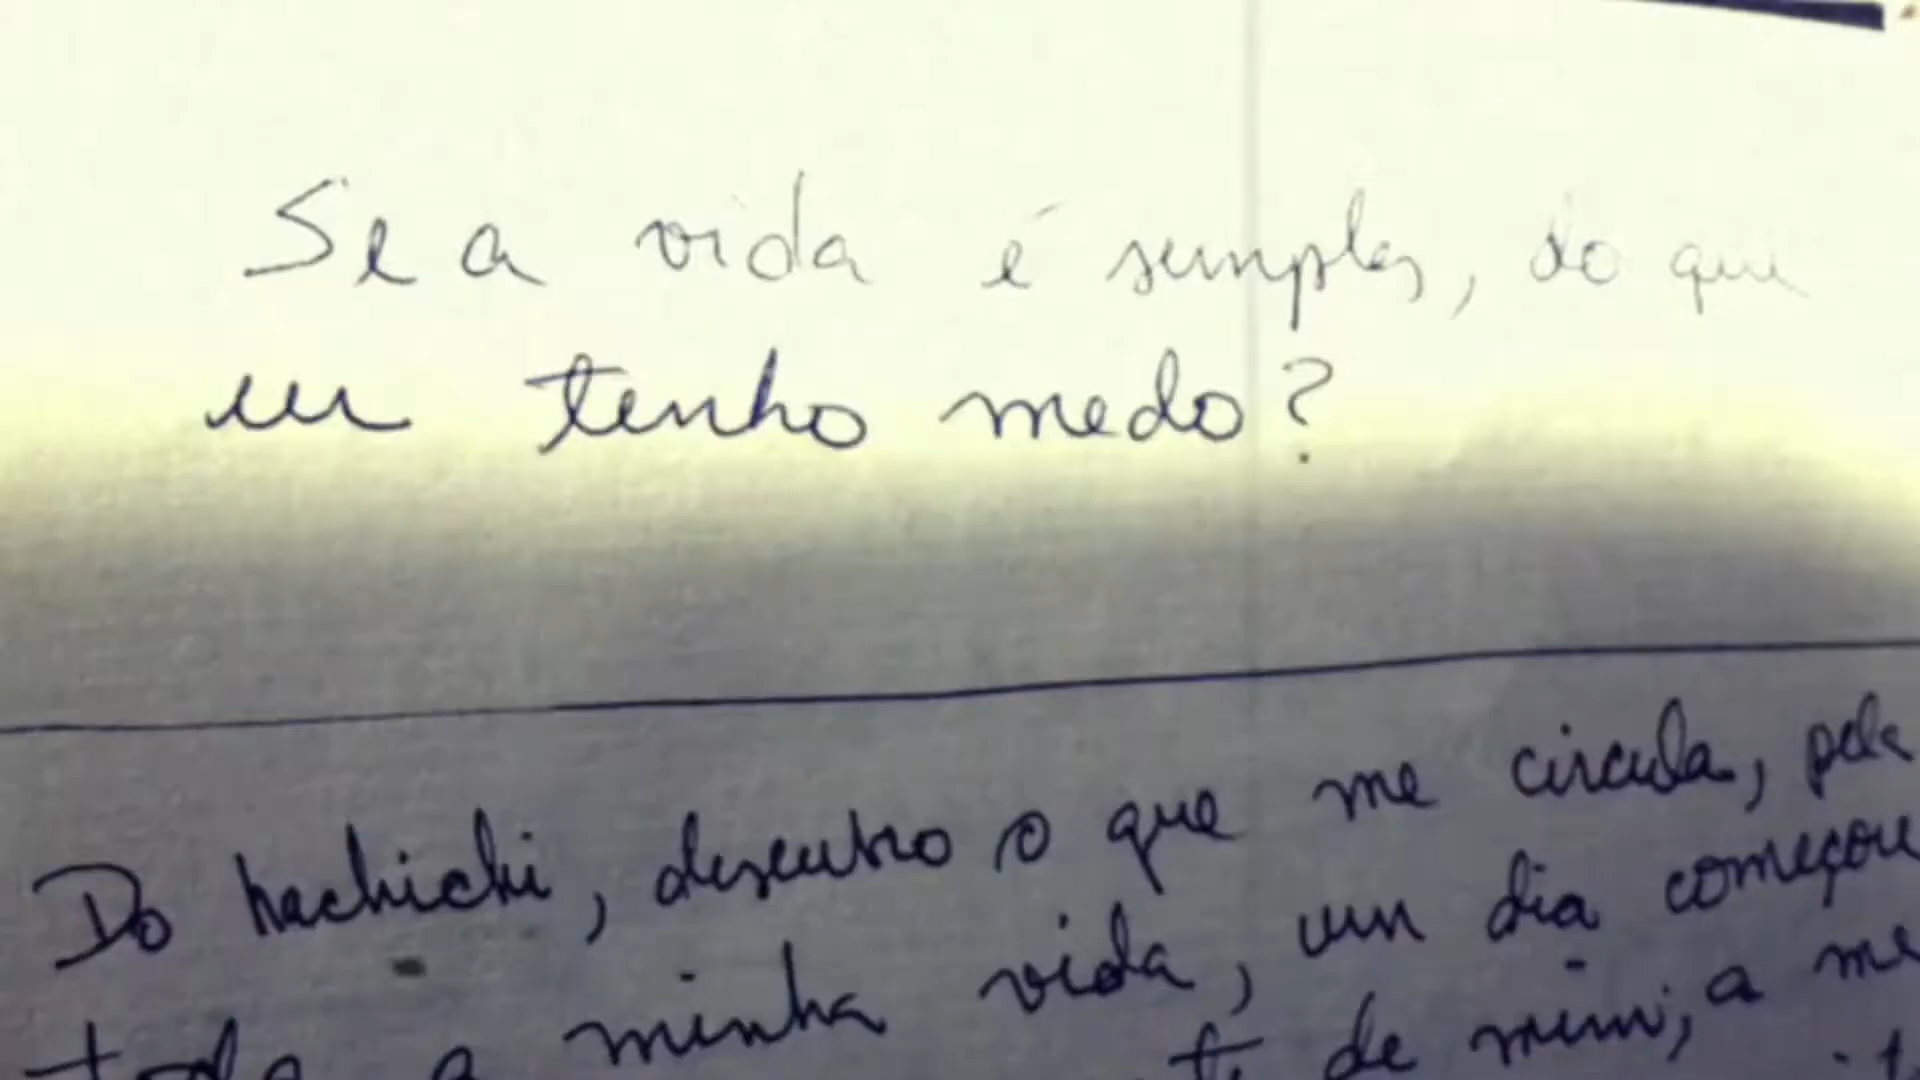 Se a vida é simples, do que
eu tenho medo?
Do hachichi, descubro o que me circula, pela
toda a minha vida, um dia começou
de mim, a me